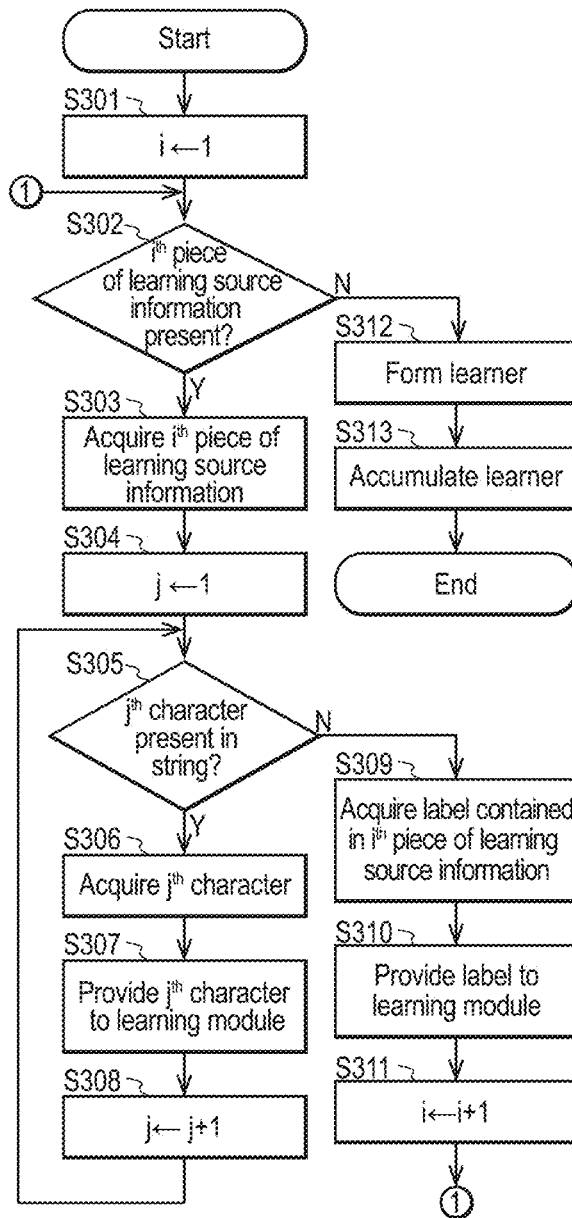 Start
S301
i ←1
1
S302
iᵗʰ piece
of learning source
information
present?
N
Y
S303
Acquire iᵗʰ piece of
learning source
information
S304
j ←1
S305
jᵗʰ character
present in
string?
N
Y
S306
Acquire jᵗʰ character
S307
Provide jᵗʰ character
to learning module
S308
j← j+1
S312
Form learner
S313
Accumulate learner
End
S309
Acquire label contained
in iᵗʰ piece of learning
source information
S310
Provide label to
learning module
S311
i←i+1
1